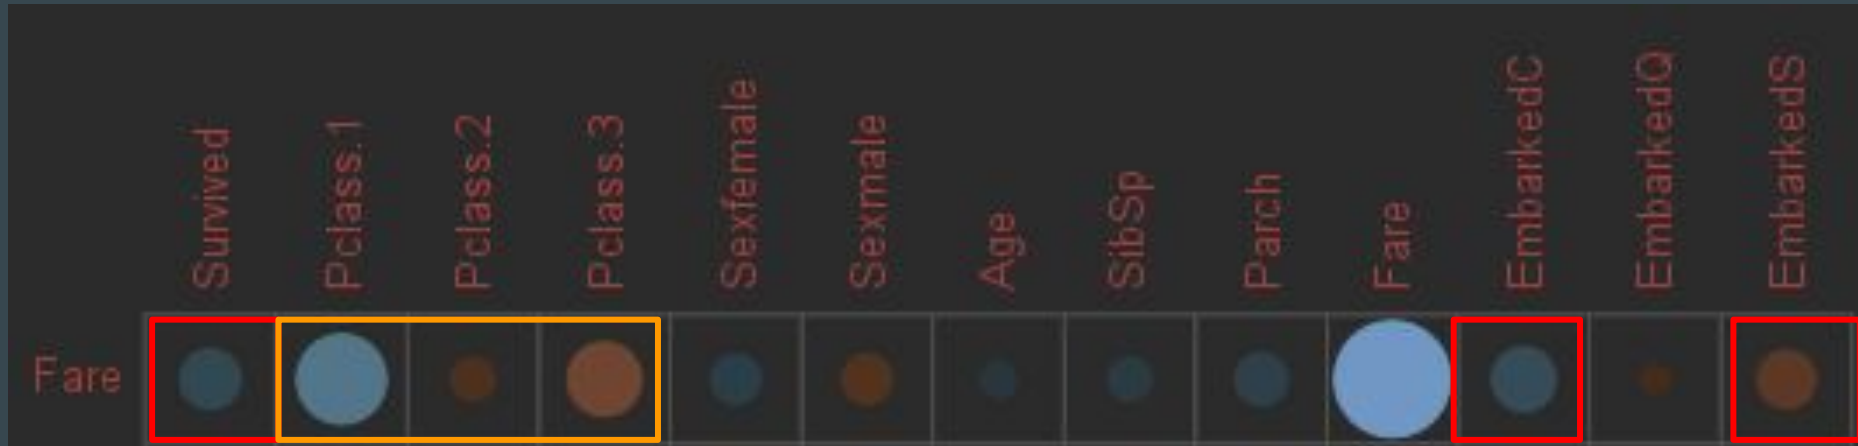 Survived
Pclass.1
Pclass.2
Pclass.3
Sexfemale
Sexmale
Age
SibSp
Parch
Fare
EmbarkedC
EmbarkedQ
EmbarkedS
Fare